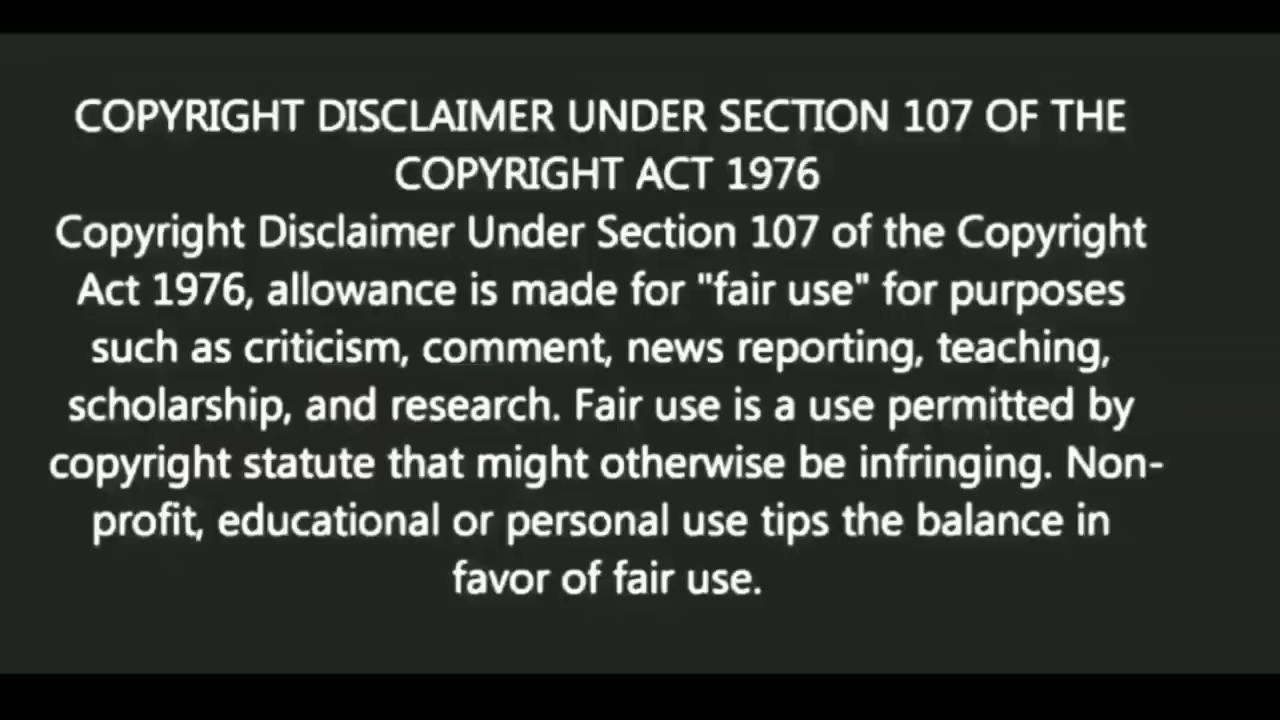 COPYRIGHT DISCLAIMER UNDER SECTION 107 OF THE
COPYRIGHT ACT 1976
Copyright Disclaimer Under Section 107 of the Copyright
Act 1976, allowance is made for "fair use" for purposes
such as criticism, comment, news reporting, teaching,
scholarship, and research. Fair use is a use permitted by
copyright statute that might otherwise be infringing. Non-
profit, educational or personal use tips the balance in
favor of fair use.